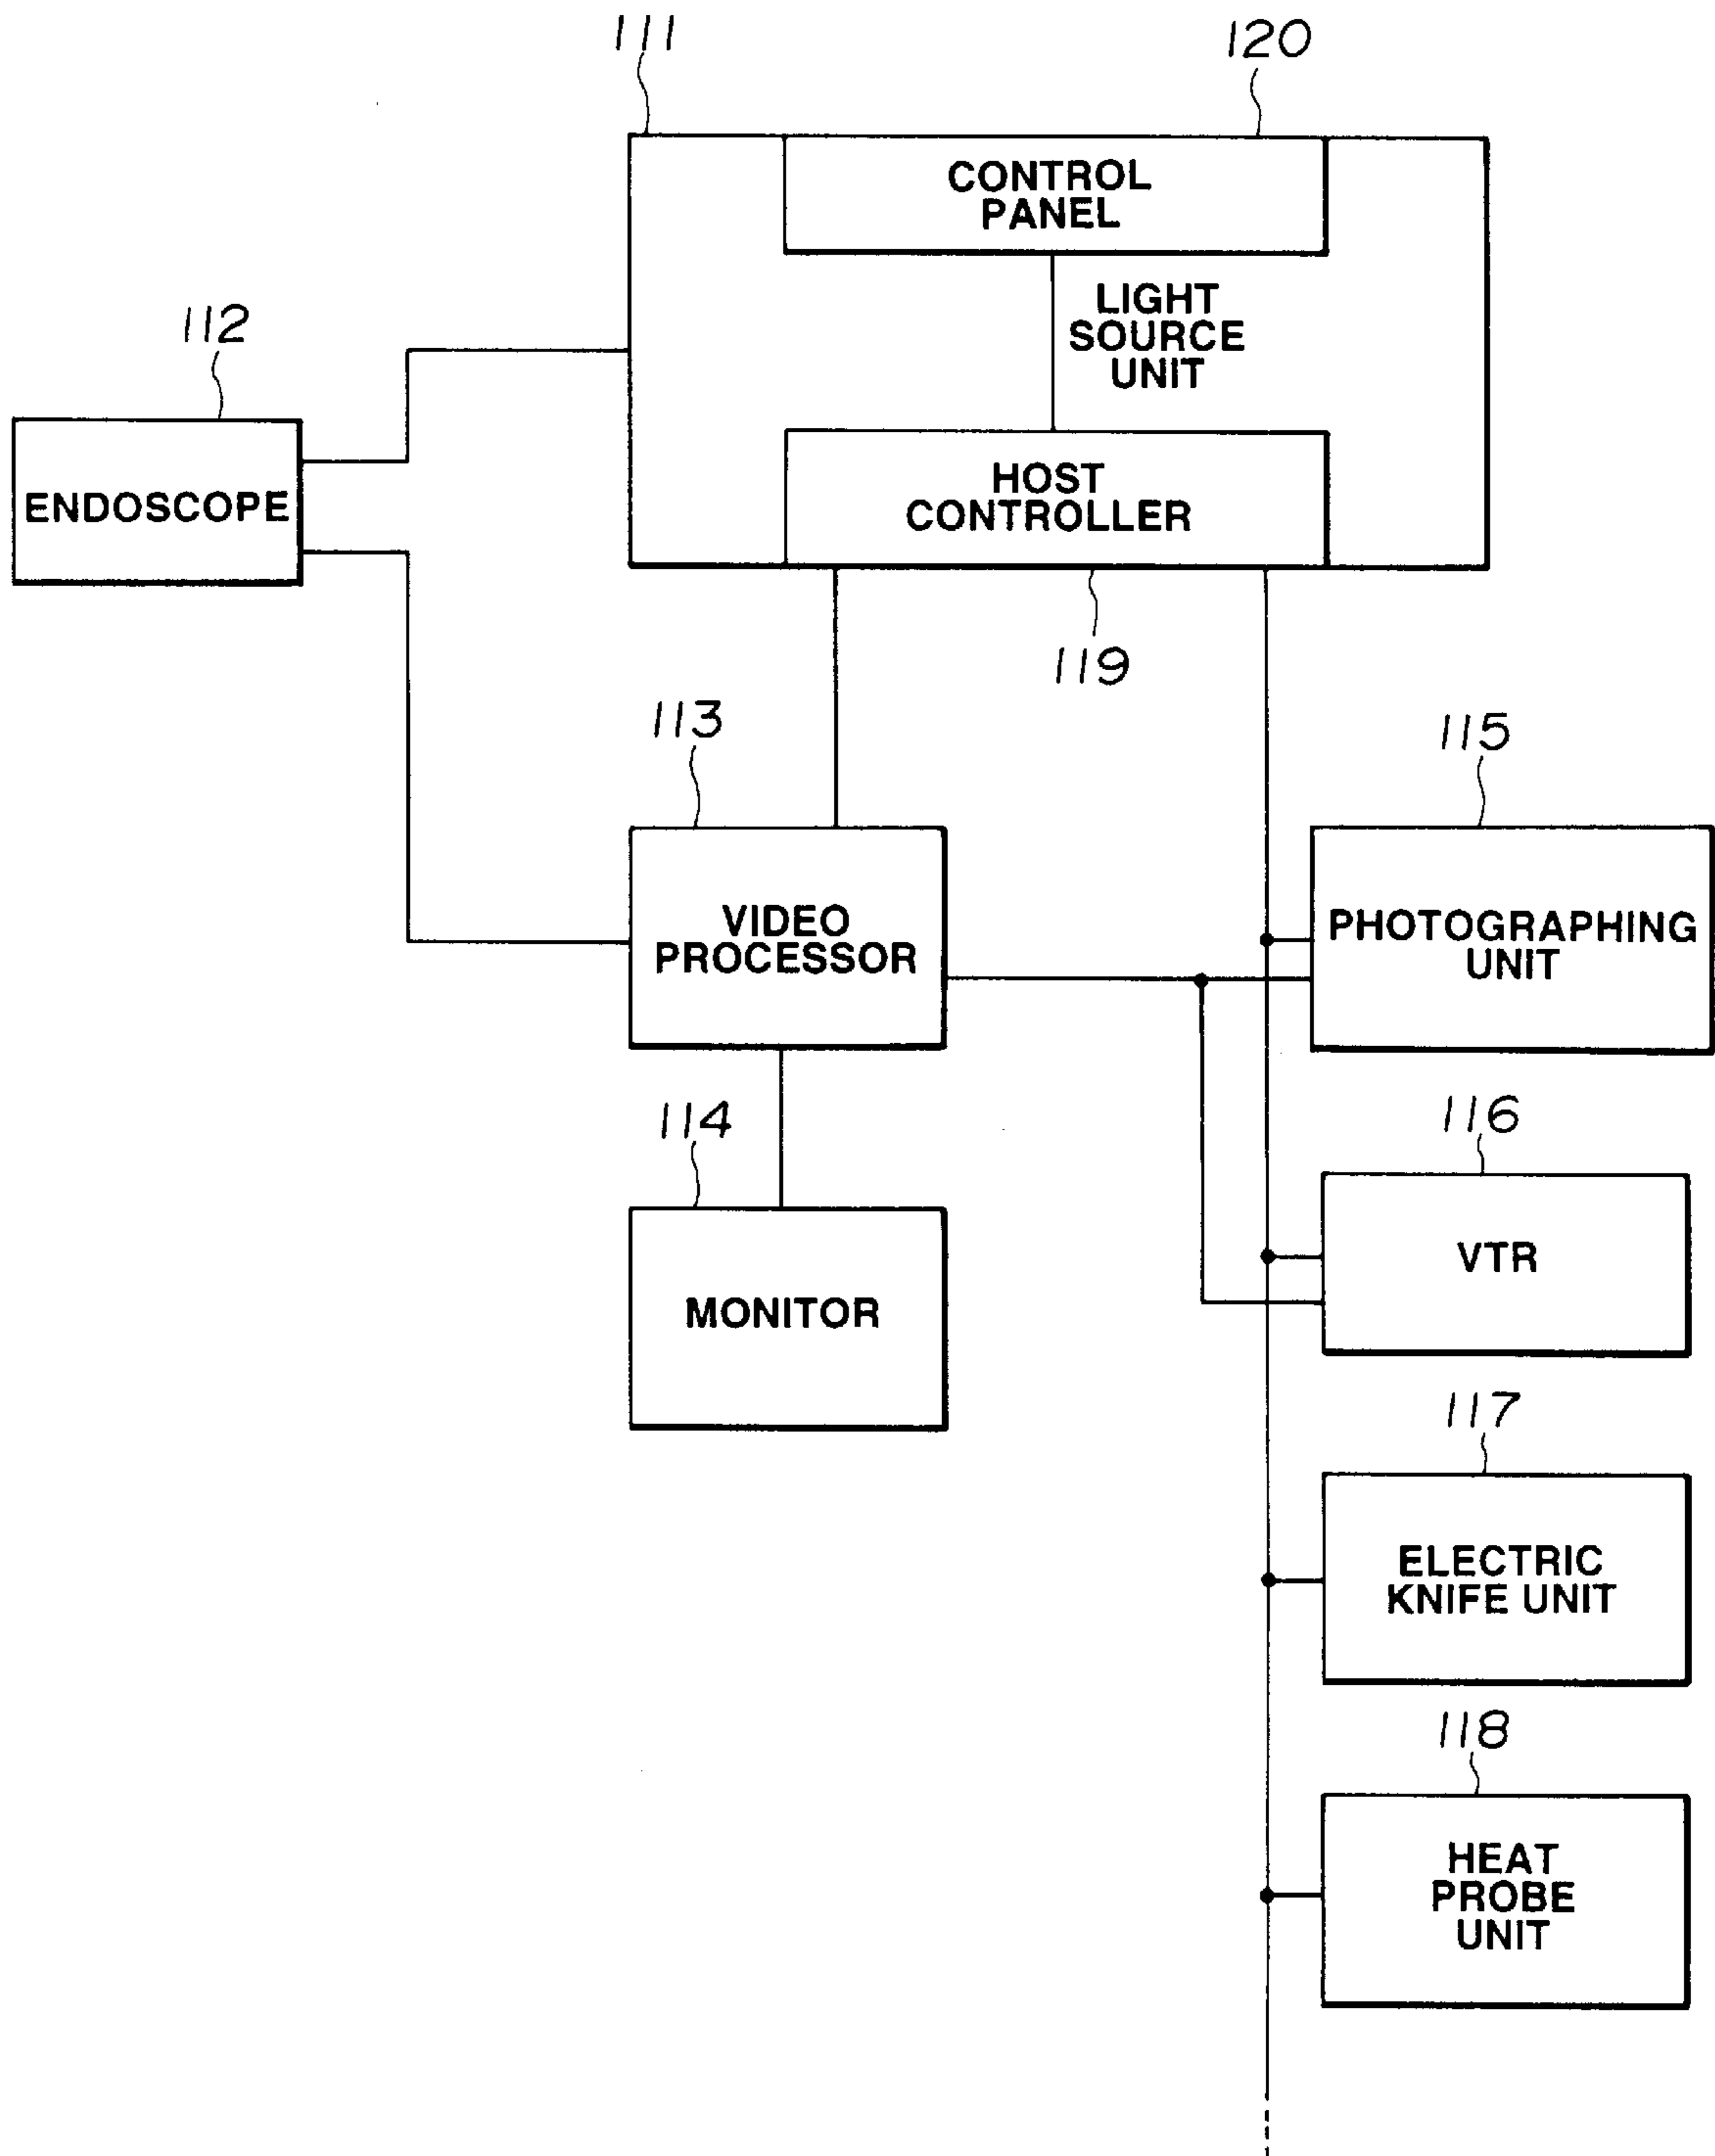 111
120
CONTROL
PANEL
LIGHT
SOURCE
UNIT
112
ENDOSCOPE
HOST
CONTROLLER
119
113
115
VIDEO
PROCESSOR
PHOTOGRAPHING
UNIT
114
116
MONITOR
VTR
117
ELECTRIC
KNIFE UNIT
118
HEAT
PROBE
UNIT